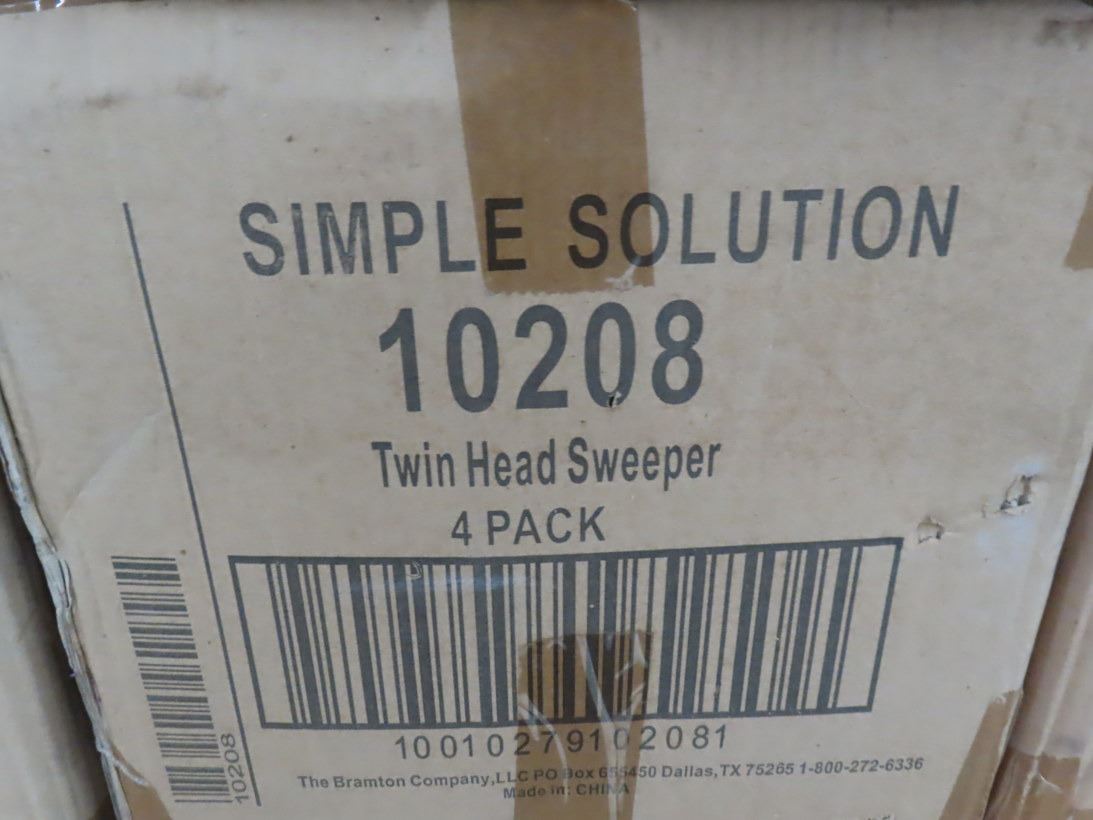 SIMPLE SOLUTION
10208
Twin Head Sweeper
4 PACK
10010279102081
The Bramton Company,LLC PO Box 655450 Dallas,TX 75265 1-800-272-6336
Made in: CHINA
10208